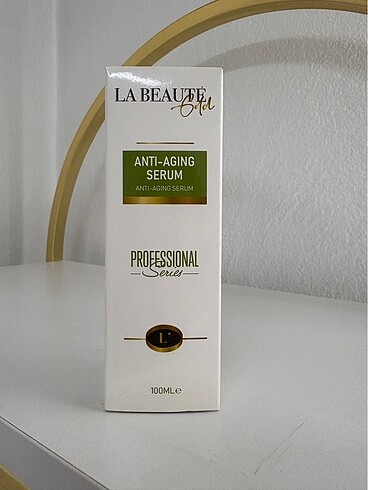 LA BEAUTÉ
Gold
ANTI-AGING
SERUM
ANTI-AGING SERUM
PROFESSIONAL
Series
L'
100ML℮